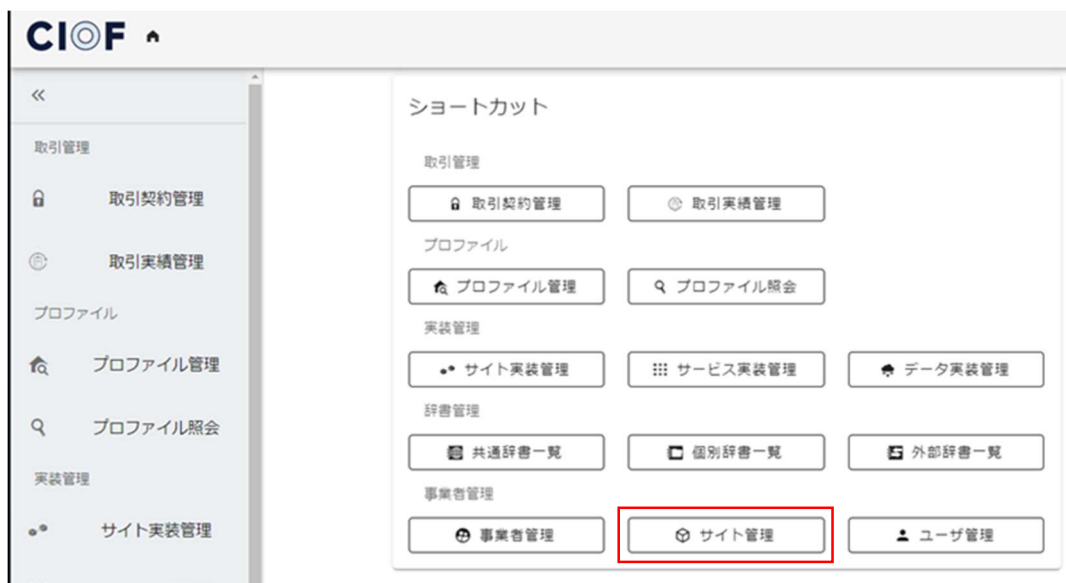 CIOF
取引管理
取引契約管理
取引実績管理
プロファイル
プロファイル管理
プロファイル照会
実装管理
サイト実装管理
ショートカット
取引管理
取引契約管理 取引実績管理
プロファイル
プロファイル管理 プロファイル照会
実装管理
サイト実装管理 サービス実装管理 データ実装管理
辞書管理
共通辞書一覧 個別辞書一覧 外部辞書一覧
事業者管理
事業者管理 サイト管理 ユーザ管理